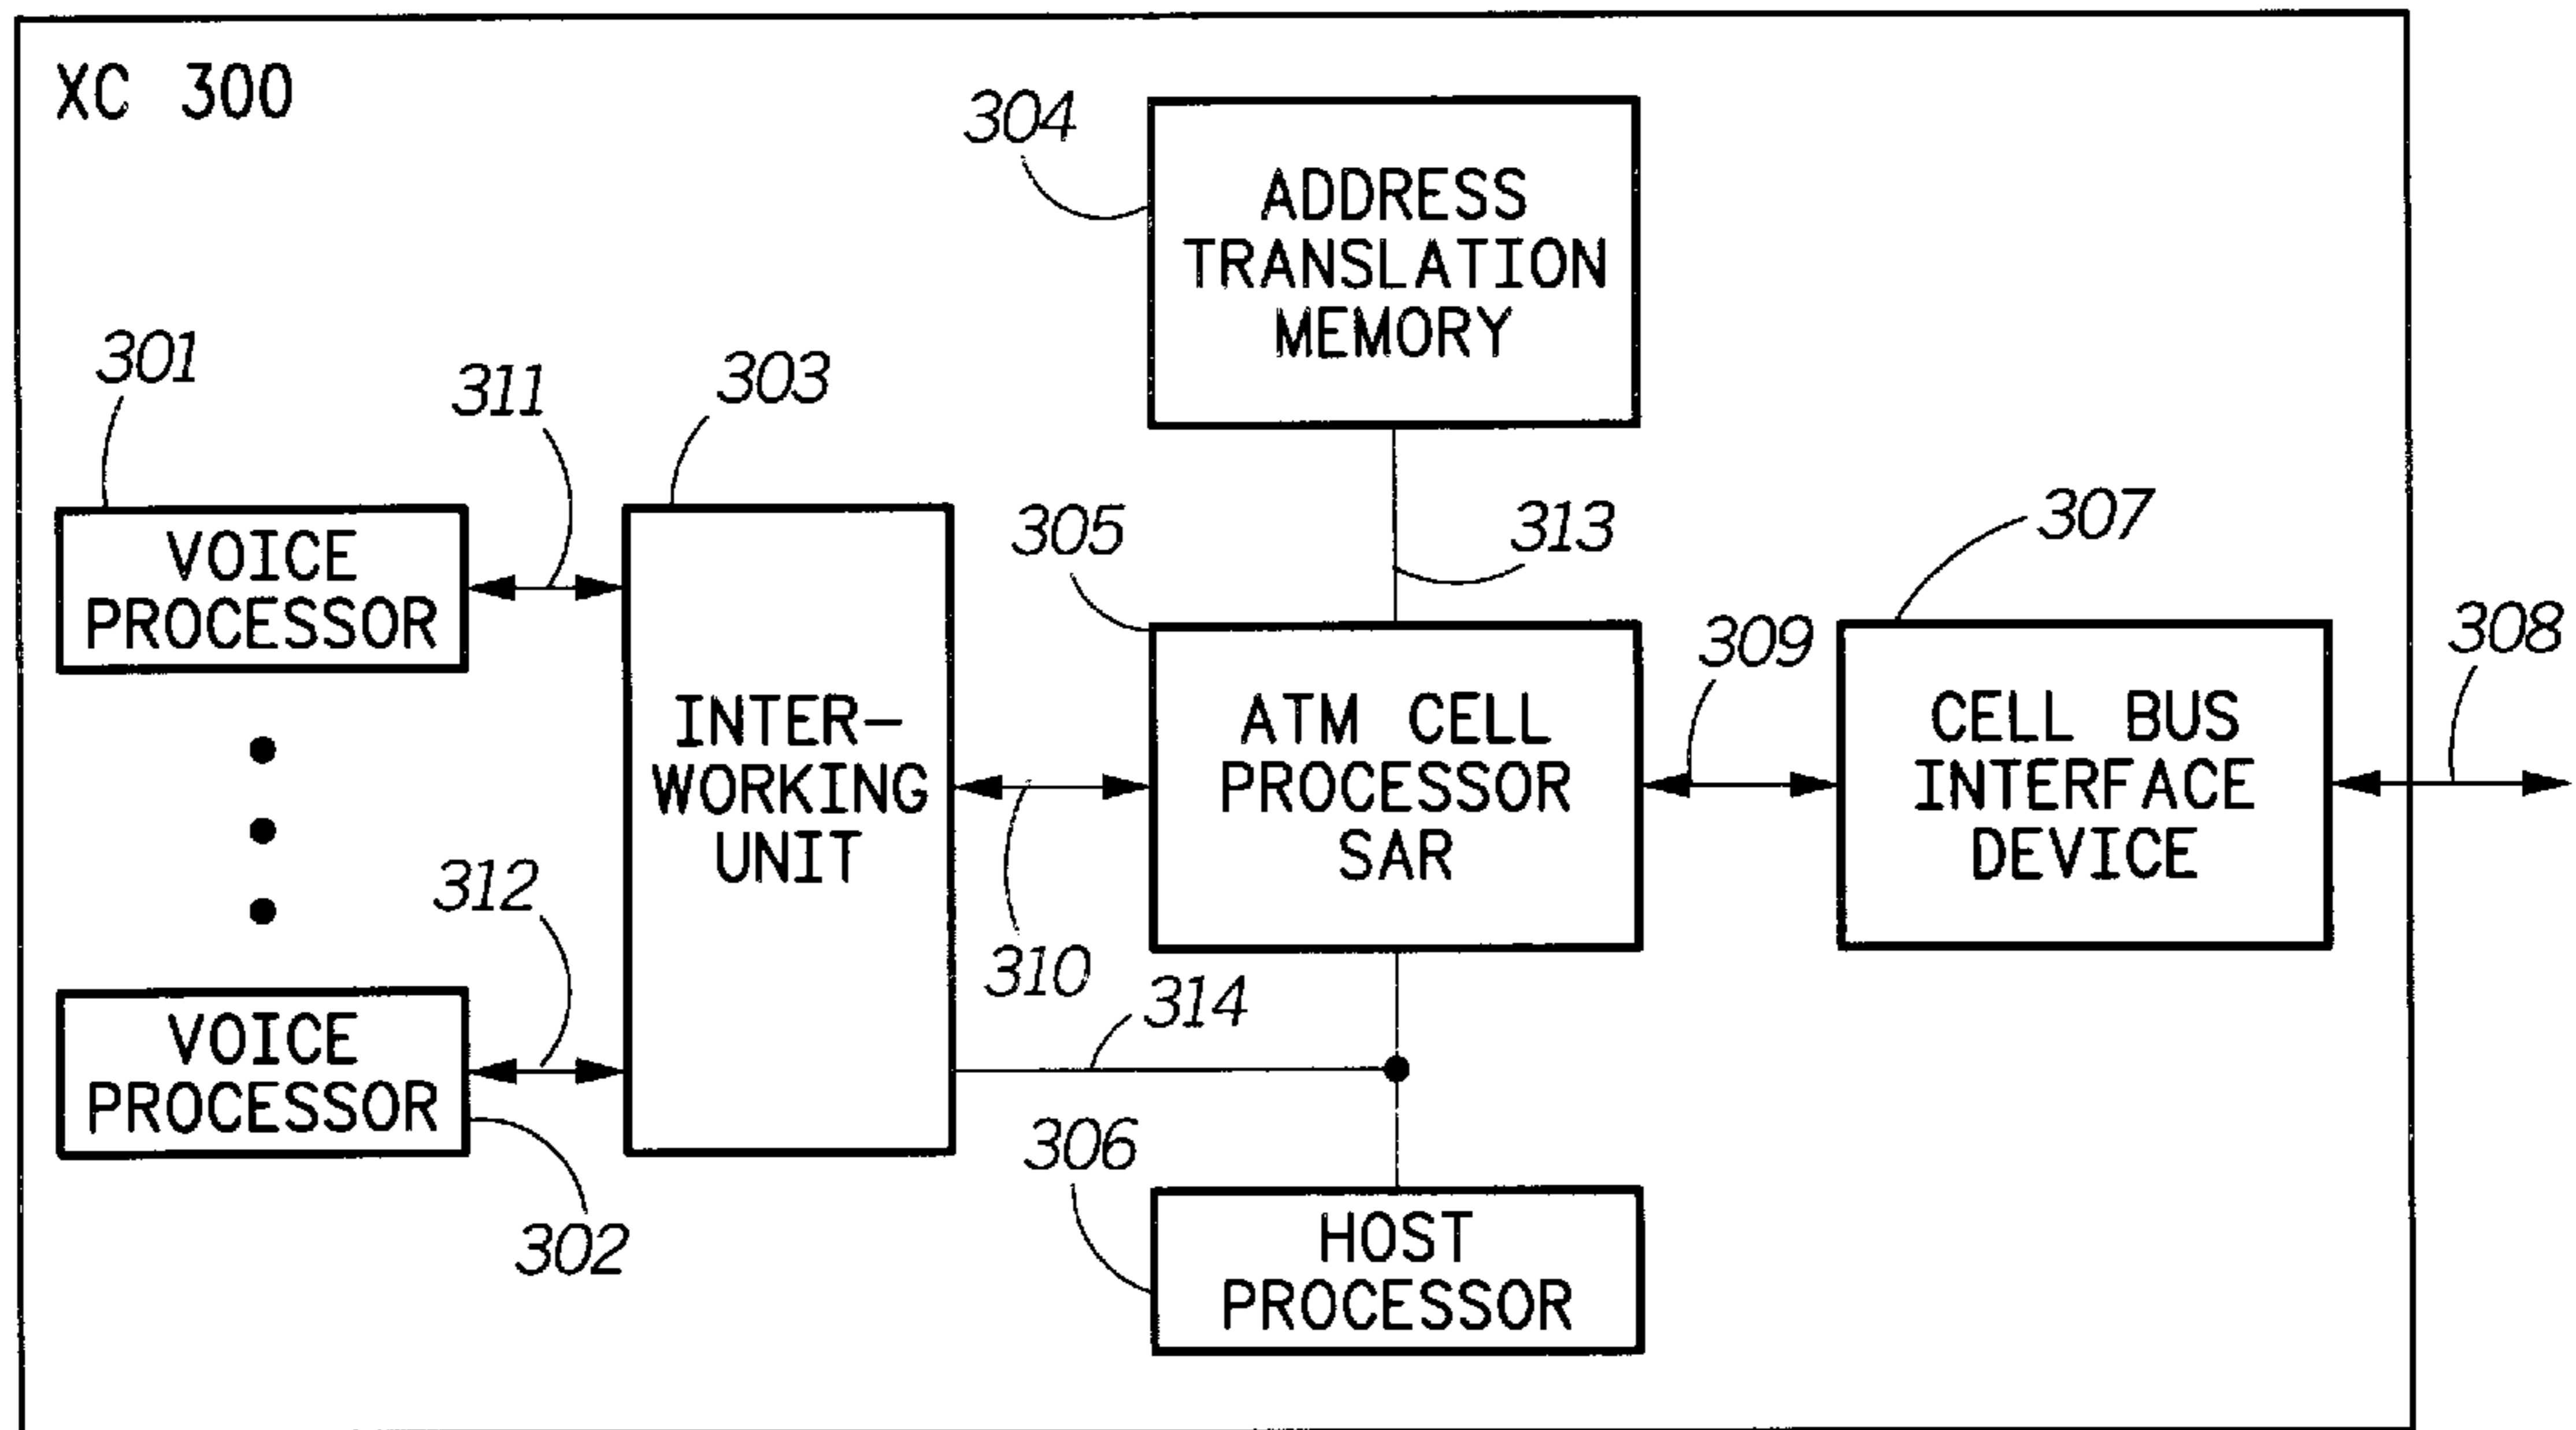 XC 300
304
ADDRESS
TRANSLATION
MEMORY
301
311
303
VOICE
PROCESSOR
305
313
307
308
309
INTER-
WORKING
UNIT
ATM CELL
PROCESSOR
SAR
CELL BUS
INTERFACE
DEVICE
312
310
314
VOICE
PROCESSOR
302
306
HOST
PROCESSOR